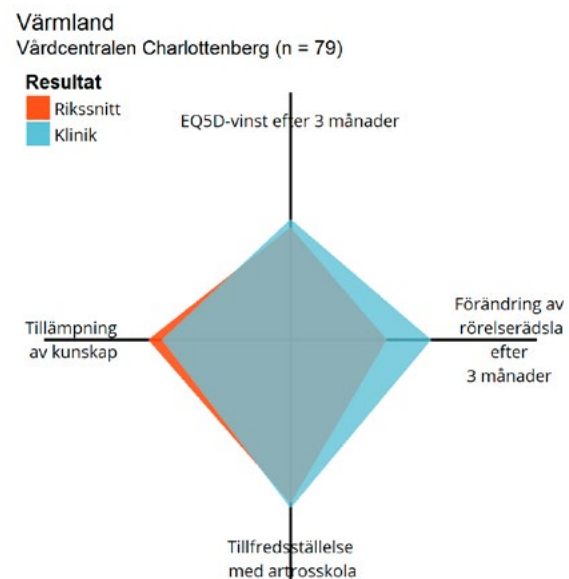 Värmland
Vårdcentralen Charlottenberg (n = 79)
Resultat
Rikssnitt
Klinik
EQ5D-vinst efter 3 månader
Tillämpning
av kunskap
Förändring av
rörelserädsla
efter
3 månader
Tillfredsställelse
med artrosskola